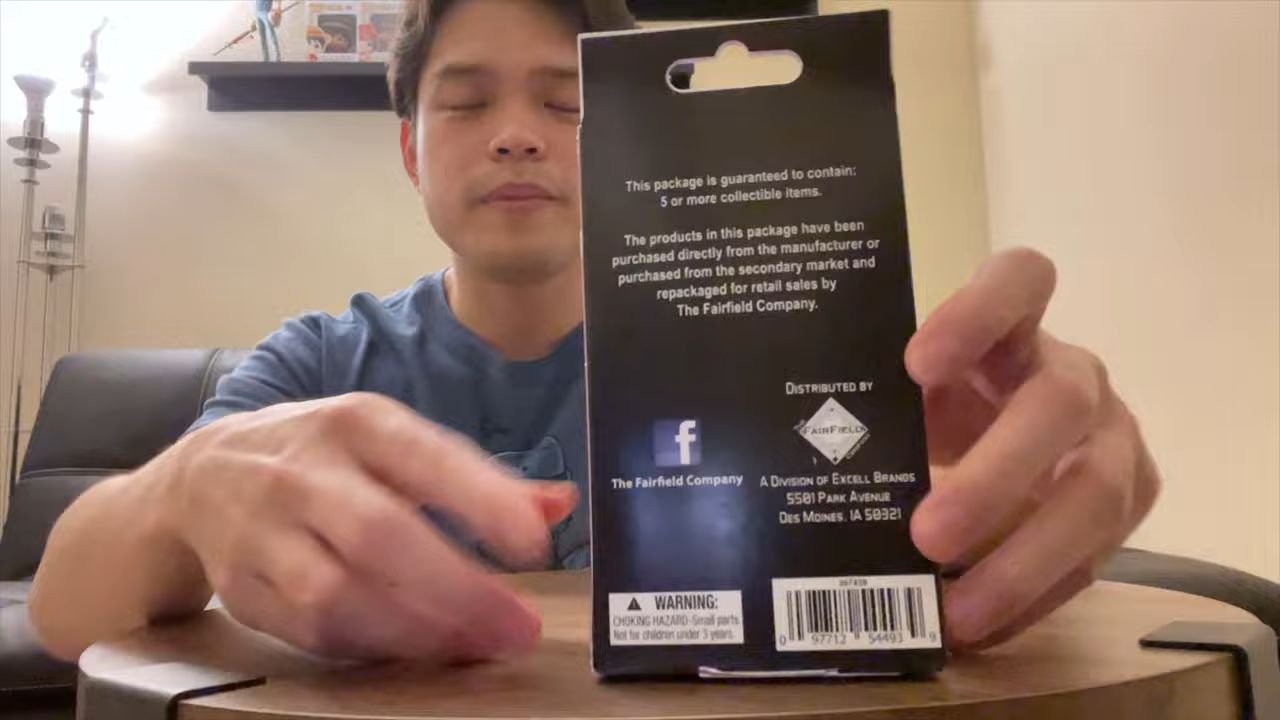 This package is guaranteed to contain:
5 or more collectible items.
The products in this package have been
purchased directly from the manufacturer or
purchased from the secondary market and
repackaged for retail sales by
The Fairfield Company.
DISTRIBUTED BY
FAIRFIELD
f
The Fairfield Company
A DIVISION OF EXCELL BRANDS
5501 PARK AVENUE
DES MOINES, IA 50321
WARNING:
CHOKING HAZARD-Small parts
Not for children under 3 years.
0 97712 54493 9